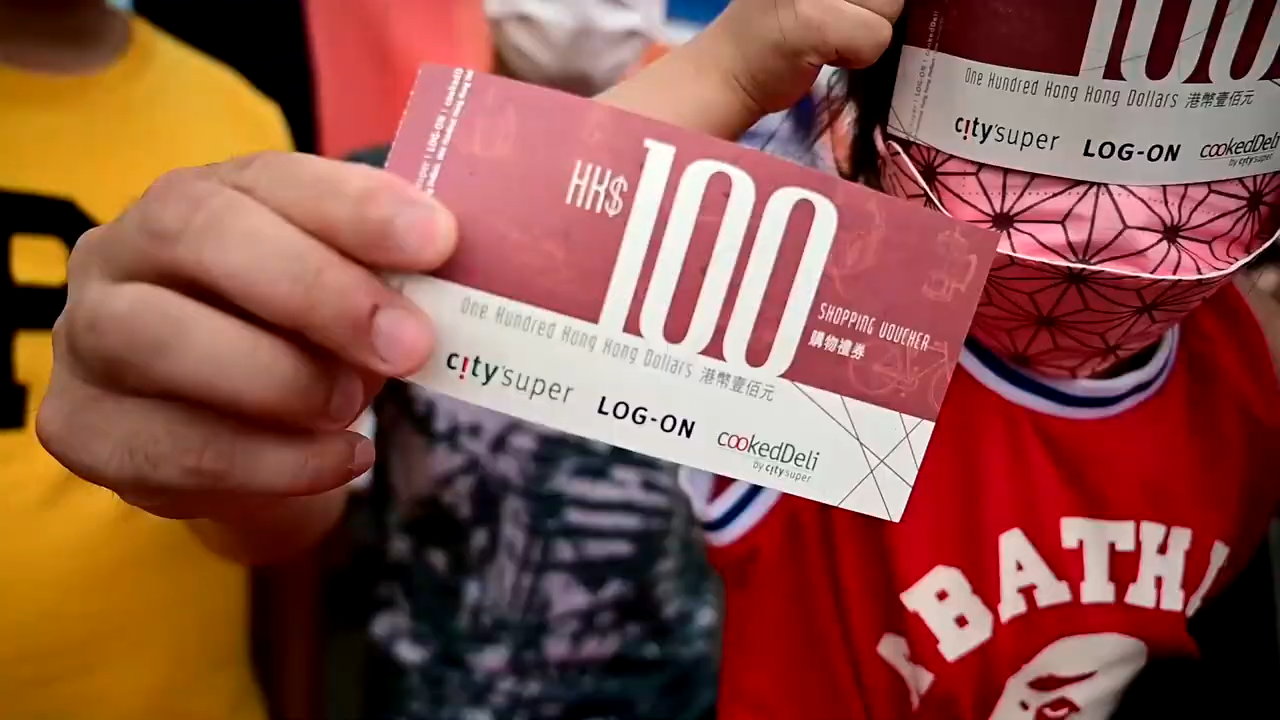 HK$100
SHOPPING VOUCHER
購物禮券
One Hundred Hong Kong Dollars 港幣壹佰元
city'super LOG-ON cookedDeli
by city'super
100
One Hundred Hong Kong Dollars 港幣壹佰元
city'super LOG-ON cookedDeli
by city'super
A BATHI